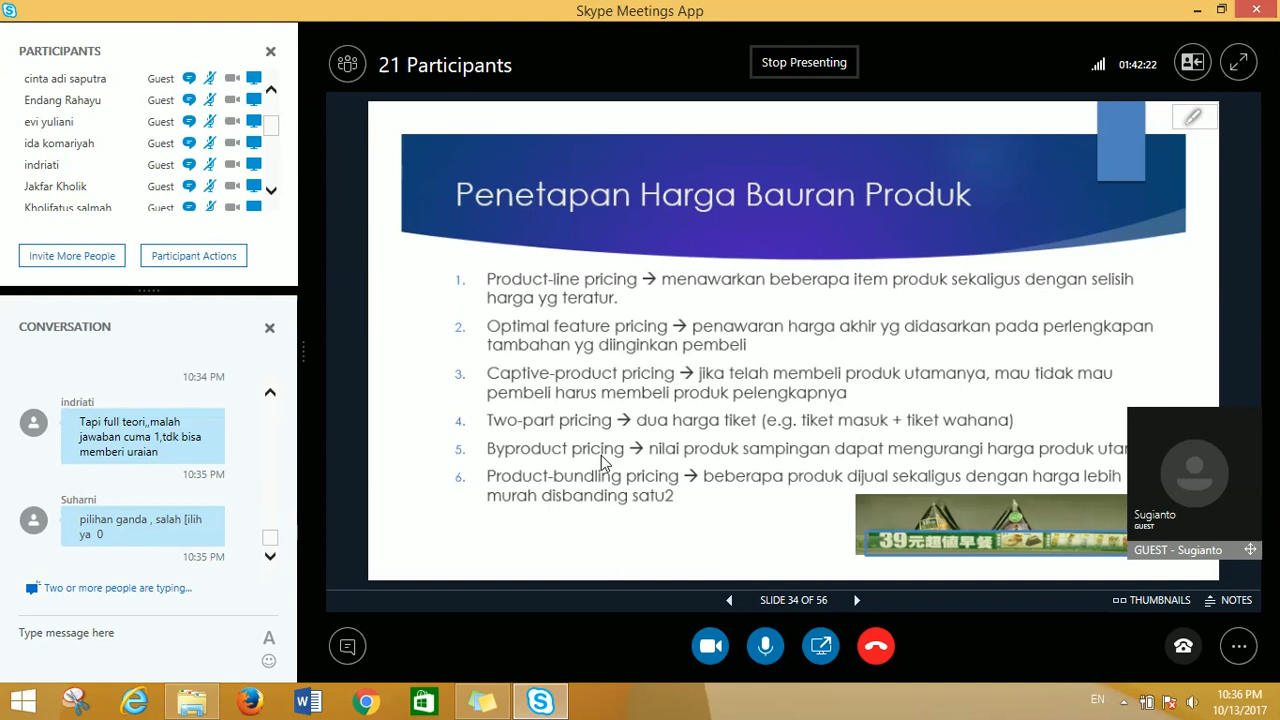 Skype Meetings App
PARTICIPANTS
cinta adi saputra Guest
Endang Rahayu Guest
evi yuliani Guest
ida komariyah Guest
indriati Guest
Jakfar Kholik Guest
Kholifatus salmah Guest
Invite More People
Participant Actions
CONVERSATION
10:34 PM
indriati
Tapi full teori,,malah
jawaban cuma 1,tdk bisa
memberi uraian
Suharni
pilihan ganda , salah [ilih
ya 0
10:35 PM
Two or more people are typing...
Type message here
A
21 Participants
Stop Presenting
01:42:22
Penetapan Harga Bauran Produk
1. Product-line pricing → menawarkan beberapa item produk sekaligus dengan selisih
harga yg teratur.
2. Optimal feature pricing → penawaran harga akhir yg didasarkan pada perlengkapan
tambahan yg diinginkan pembeli
3. Captive-product pricing → jika telah membeli produk utamanya, mau tidak mau
pembeli harus membeli produk pelengkapnya
4. Two-part pricing → dua harga tiket (e.g. tiket masuk + tiket wahana)
5. Byproduct pricing → nilai produk sampingan dapat mengurangi harga produk utan
6. Product-bundling pricing → beberapa produk dijual sekaligus dengan harga lebih
murah disbanding satu2
39元超値早餐
Sugianto
GUEST
GUEST - Sugianto
SLIDE 34 OF 56
THUMBNAILS
NOTES
EN
10:36 PM
10/13/2017